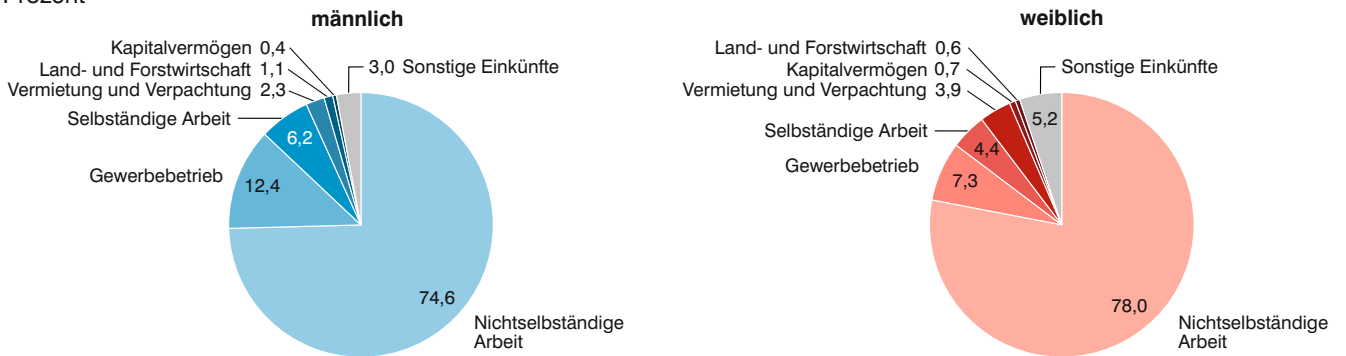 männlich
Kapitalvermögen 0,4
Land- und Forstwirtschaft 1,1
Vermietung und Verpachtung 2,3
3,0 Sonstige Einkünfte
Selbständige Arbeit
6,2
Gewerbebetrieb
12,4
74,6
Nichtselbständige
Arbeit
weiblich
Land- und Forstwirtschaft 0,6
Kapitalvermögen 0,7
Vermietung und Verpachtung 3,9
Sonstige Einkünfte
5,2
Selbständige Arbeit
4,4
Gewerbebetrieb
7,3
78,0
Nichtselbständige
Arbeit